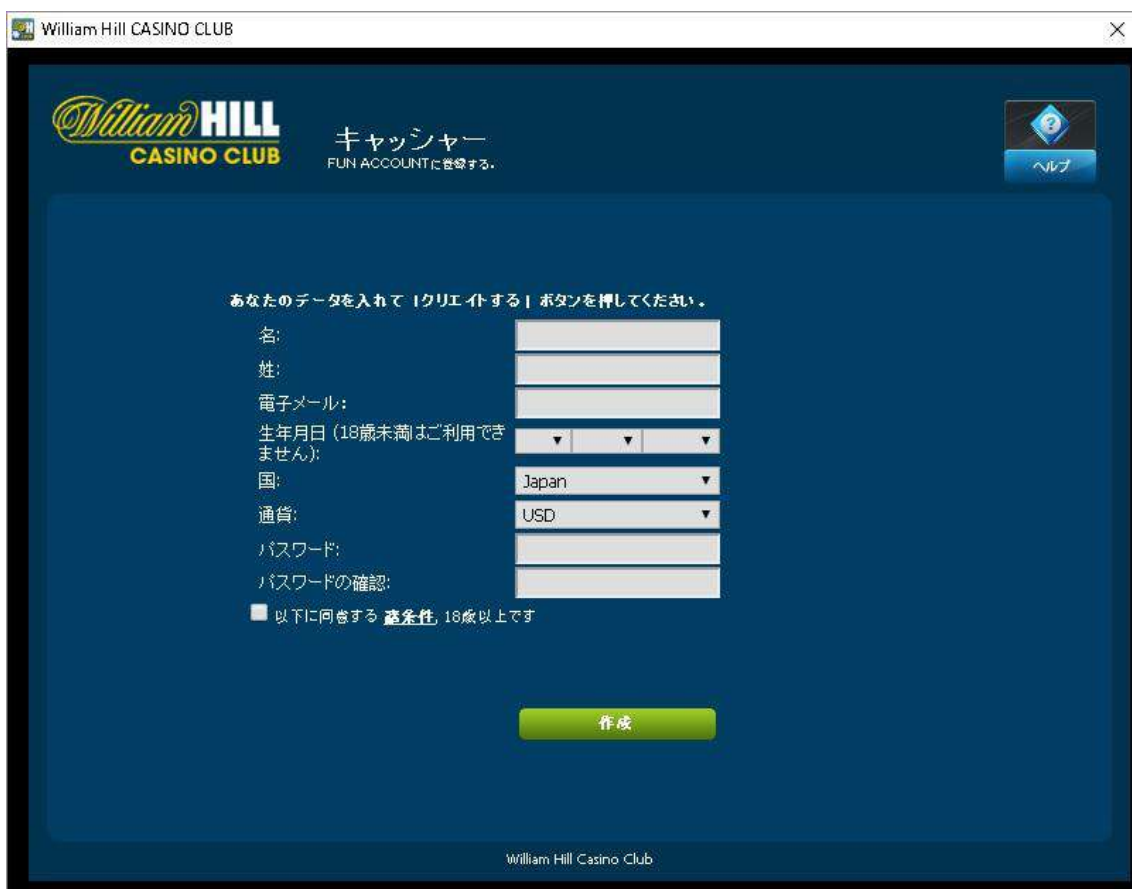 William Hill CASINO CLUB
William HILL
CASINO CLUB
キャッシャー
FUN ACCOUNTに登録する.
?
ヘルプ
あなたのデータを入れて「クリエイトする」ボタンを押してください.
名:
姓:
電子メール:
生年月日 (18歳未満はご利用でき
ません):
国:
Japan
通貨:
USD
パスワード:
パスワードの確認:
以下に同意する 諸条件, 18歳以上です
作成
William Hill Casino Club